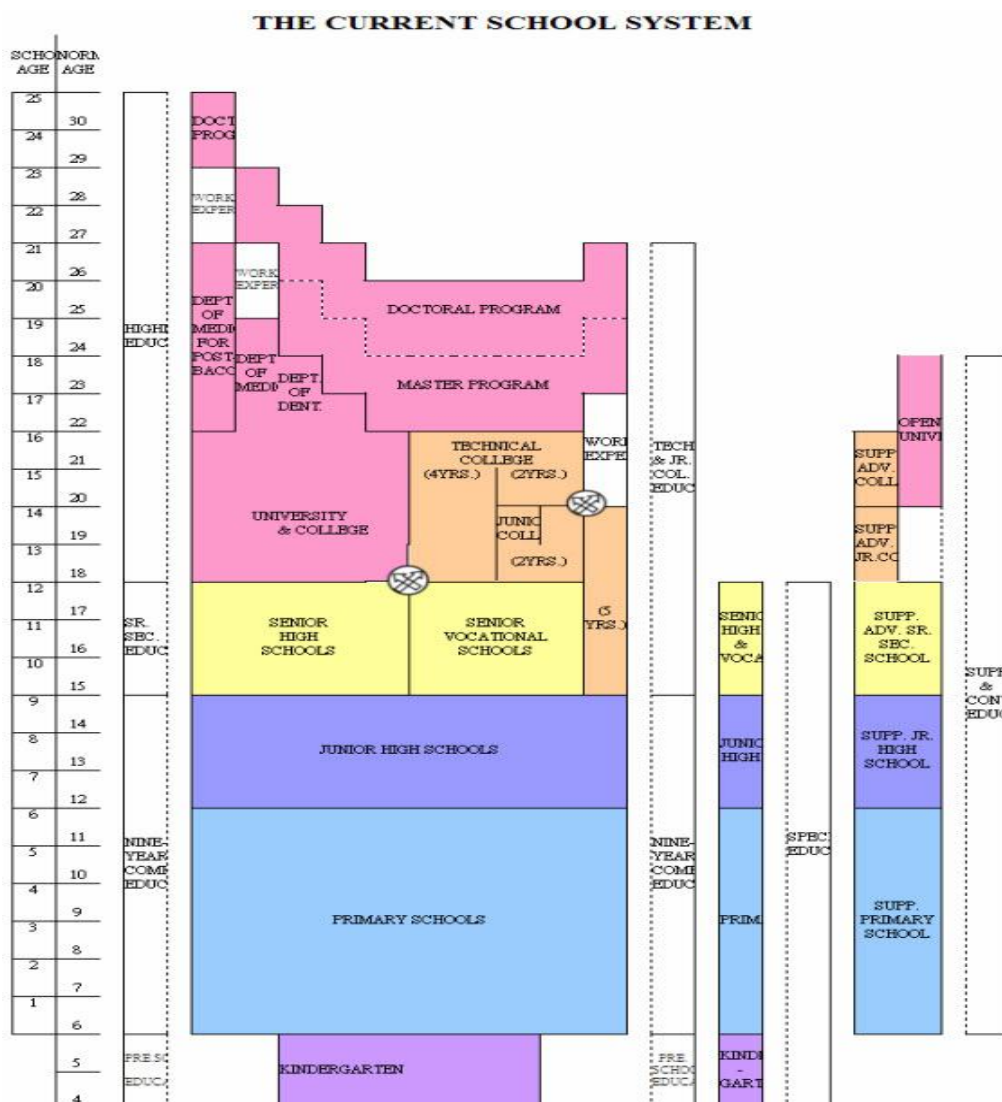 THE CURRENT SCHOOL SYSTEM
SCHO NORM
AGE AGE
25
30
24
29
23
28
22
27
21
26
20
25
19
24
18
23
17
22
16
21
15
20
14
19
13
18
12
17
11
16
10
15
9
14
8
13
7
12
6
11
5
10
4
9
3
8
2
7
1
6
5
4
HIGH
EDUC
SR.
SEC.
EDUC
NINE-
YEAR
COMP
EDUC
PRE.SC
EDUCA
DOCT
PROG
WORK
EXPER
DEPT
OF
MEDI
FOR
POST-
BACC
WORK
EXPER
DEPT
OF
MEDI
DEPT.
OF
DENT.
DOCTORAL PROGRAM
MASTER PROGRAM
UNIVERSITY
& COLLEGE
TECHNICAL
COLLEGE
(4YRS.) (2YRS.)
JUNIC
COLL
(2YRS.)
WORK
EXPE
(5
YRS.)
SENIOR
HIGH
SCHOOLS
SENIOR
VOCATIONAL
SCHOOLS
JUNIOR HIGH SCHOOLS
PRIMARY SCHOOLS
KINDERGARTEN
TECH
& JR.
COL.
EDUC
NINE-
YEAR
COMP
EDUC
PRE.
SCHOO
EDUCA
SENIO
HIGH
&
VOCA
JUNIO
HIGH
PRIMA
KINDE
-
GART
SPEC
EDUC
OPEN
UNIVE
SUPP
ADV.
COLL
SUPP
ADV.
JR.CO
SUPP.
ADV. SR.
SEC.
SCHOOL
SUPP. JR.
HIGH
SCHOOL
SUPP.
PRIMARY
SCHOOL
SUPP
&
CONT
EDUC